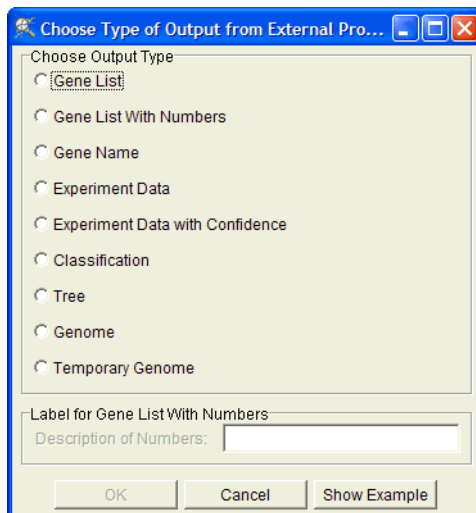 Choose Type of Output from External Pro...
Choose Output Type
Gene List
Gene List With Numbers
Gene Name
Experiment Data
Experiment Data with Confidence
Classification
Tree
Genome
Temporary Genome
Label for Gene List With Numbers
Description of Numbers:
OK Cancel Show Example